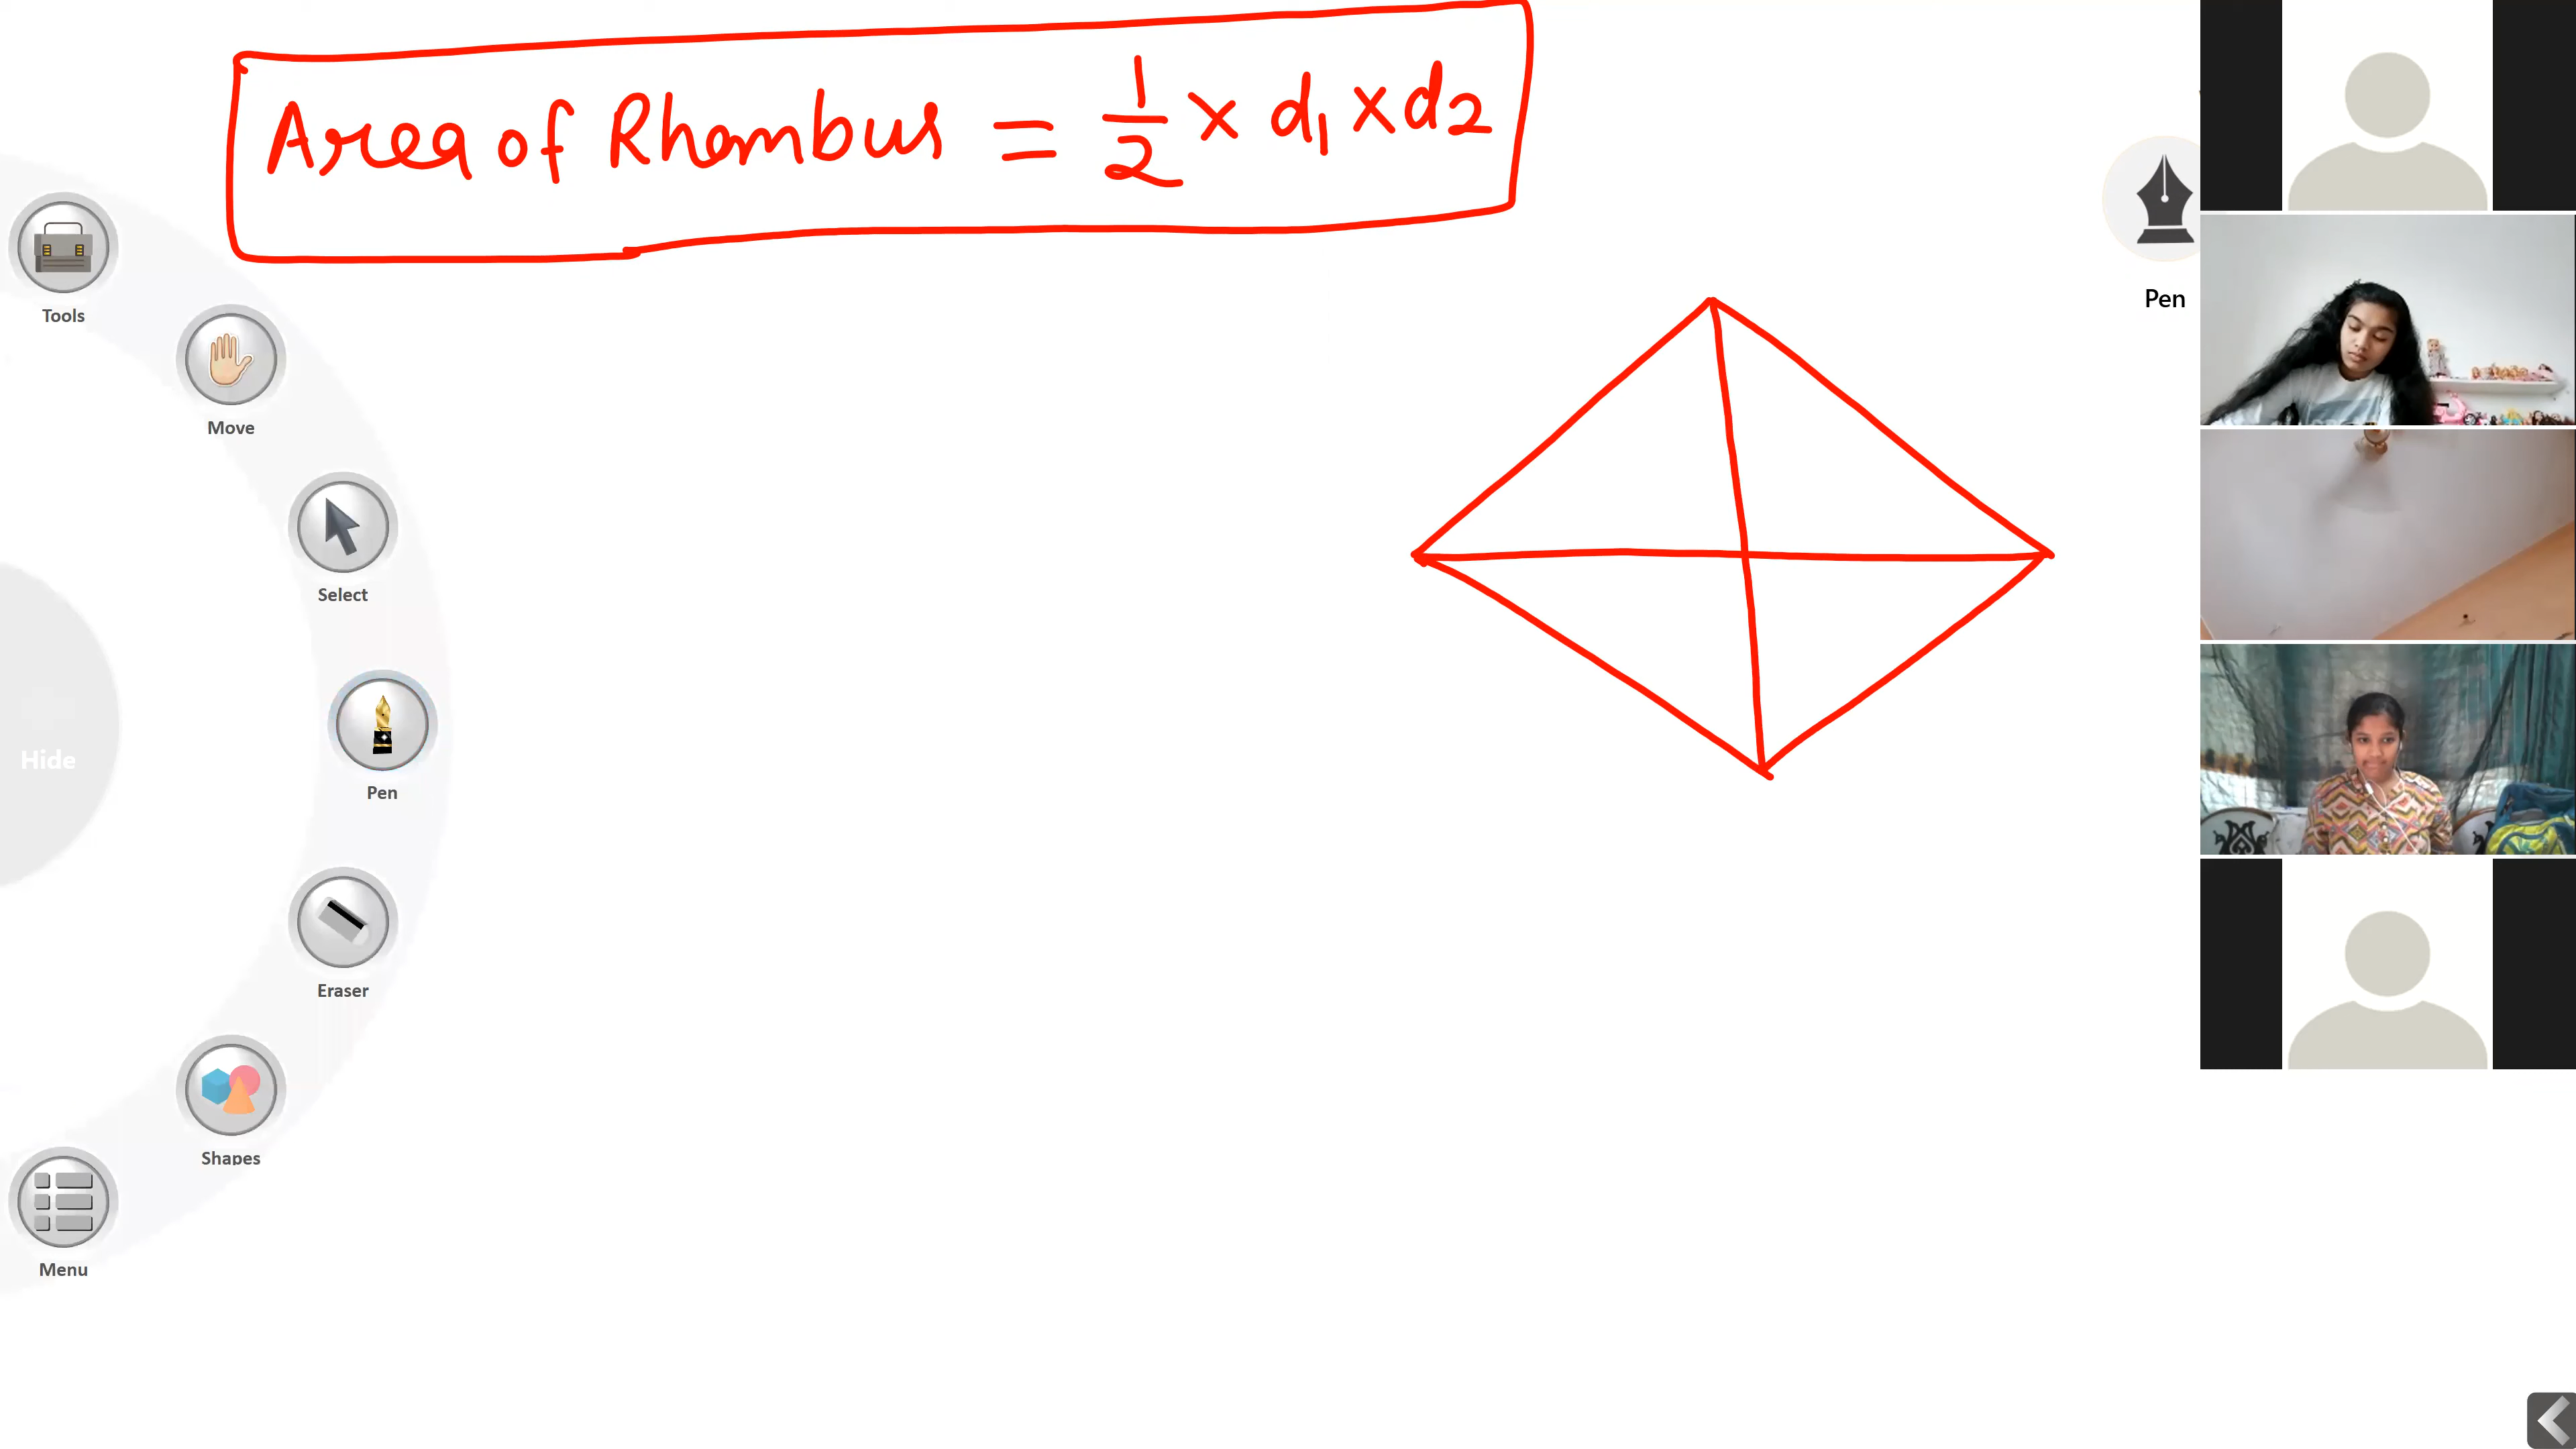 Area of Rhombus = 1/2 × d1 × d2
Tools
Move
Select
Hide
Pen
Eraser
Shapes
Menu
Pen